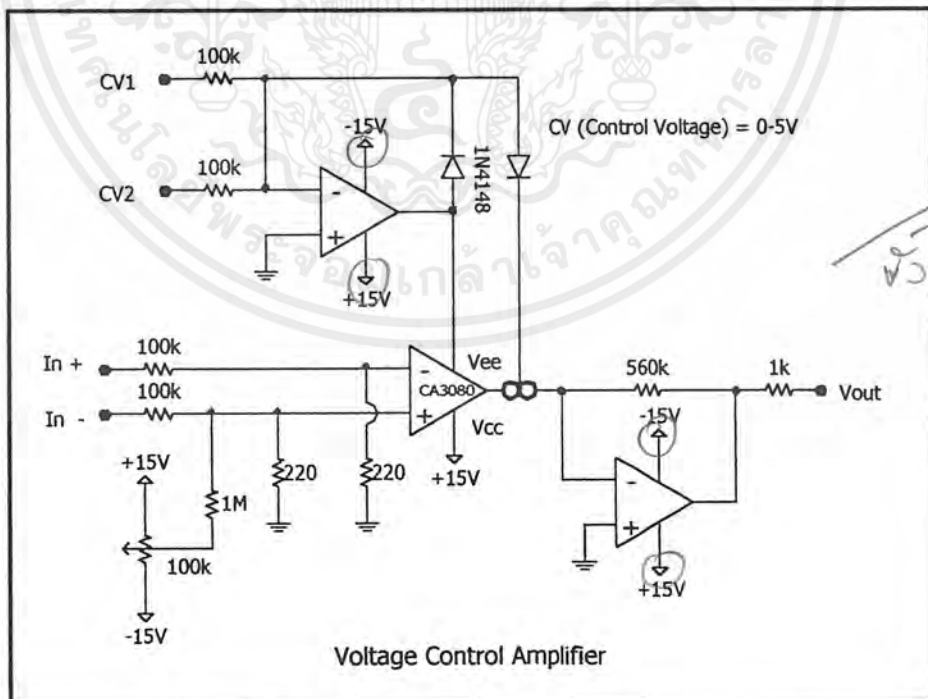 100k
CV1
-15V
CV (Control Voltage) = 0-5V
1N4148
100k
CV2
-
+
+15V
100k
In +
-
Vee
CA3080
560k
1k
100k
Vout
In -
+
Vcc
-15V
+15V
220
220
+15V
1M
-
+
100k
+15V
-15V
Voltage Control Amplifier